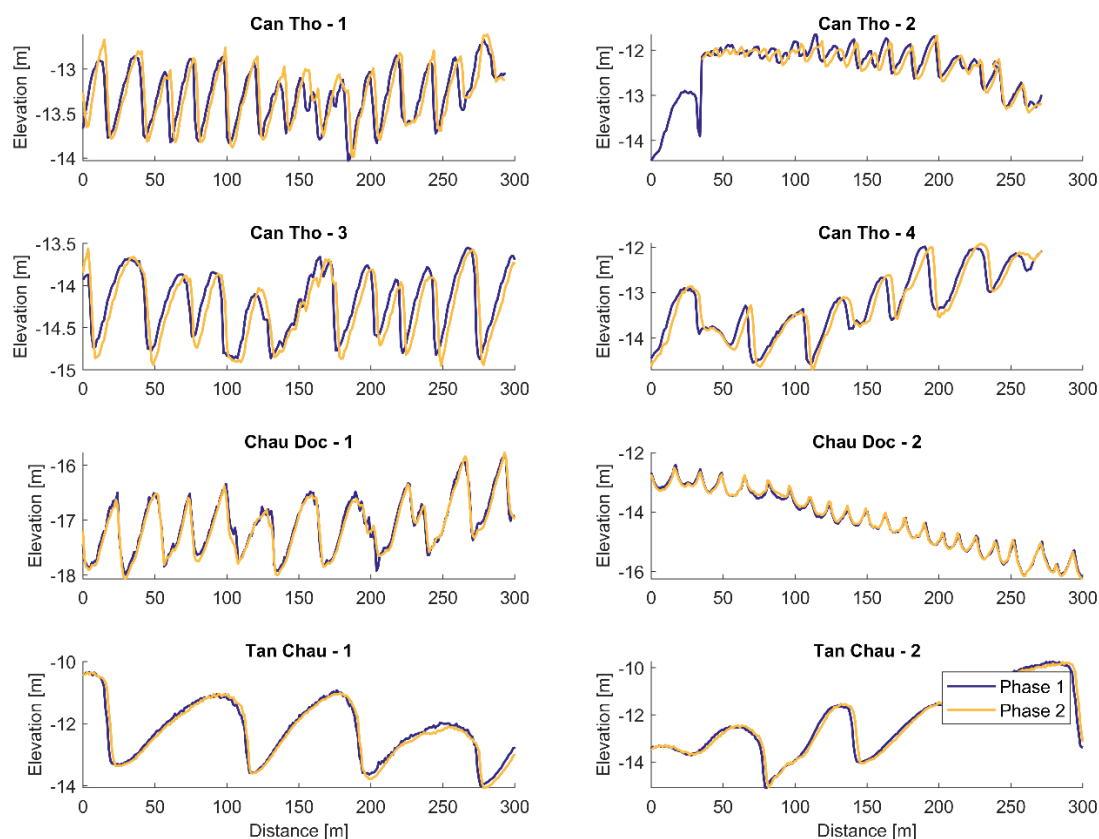 Can Tho - 1
Elevation [m]
-13
-13.5
-14
0 50 100 150 200 250 300
Can Tho - 2
Elevation [m]
-12
-13
-14
0 50 100 150 200 250 300
Can Tho - 3
Elevation [m]
-13.5
-14
-14.5
-15
0 50 100 150 200 250 300
Can Tho - 4
Elevation [m]
-12
-13
-14
0 50 100 150 200 250 300
Chau Doc - 1
Elevation [m]
-16
-17
-18
0 50 100 150 200 250 300
Chau Doc - 2
Elevation [m]
-12
-14
-16
0 50 100 150 200 250 300
Tan Chau - 1
Elevation [m]
-10
-12
-14
0 50 100 150 200 250 300
Distance [m]
Tan Chau - 2
Elevation [m]
-10
-12
-14
Phase 1
Phase 2
0 50 100 150 200 250 300
Distance [m]